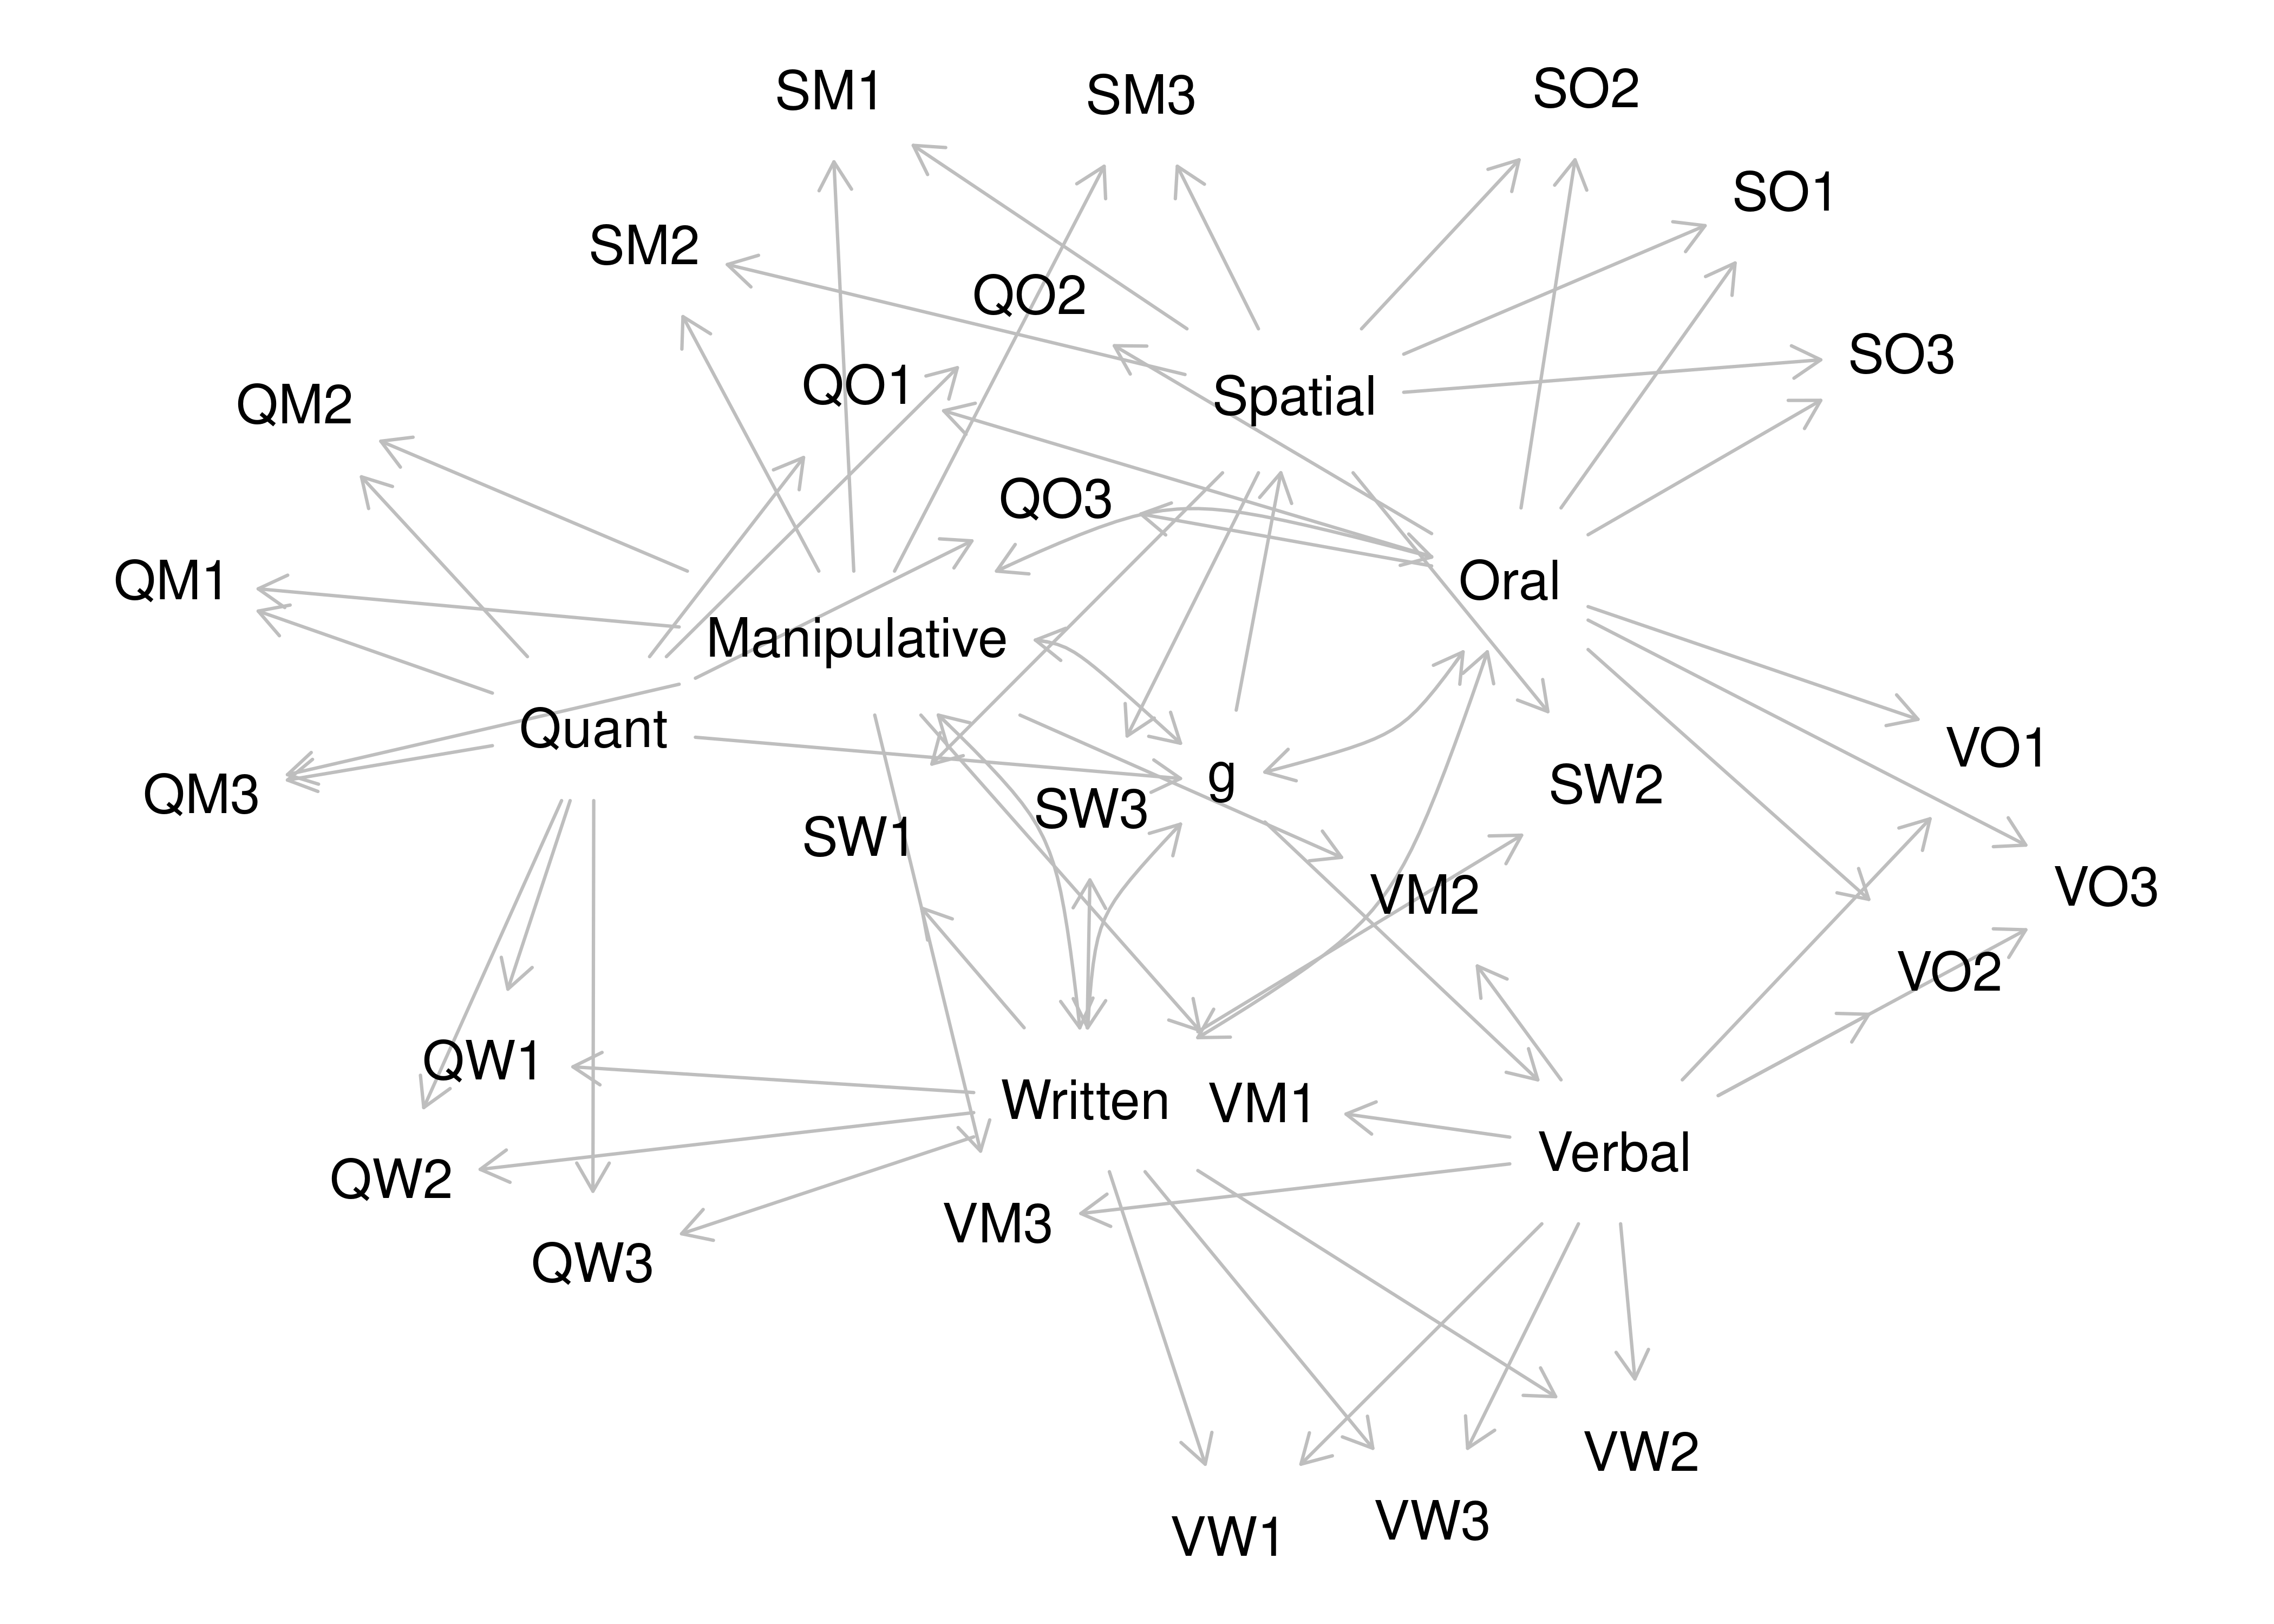 SM1
SM3
SO2
SO1
SM2
QO2
SO3
QO1
Spatial
QM2
QO3
QM1
Oral
Manipulative
Quant
VO1
g
SW2
QM3
SW3
SW1
VO3
VM2
VO2
QW1
Written
VM1
Verbal
QW2
VM3
QW3
VW2
VW3
VW1